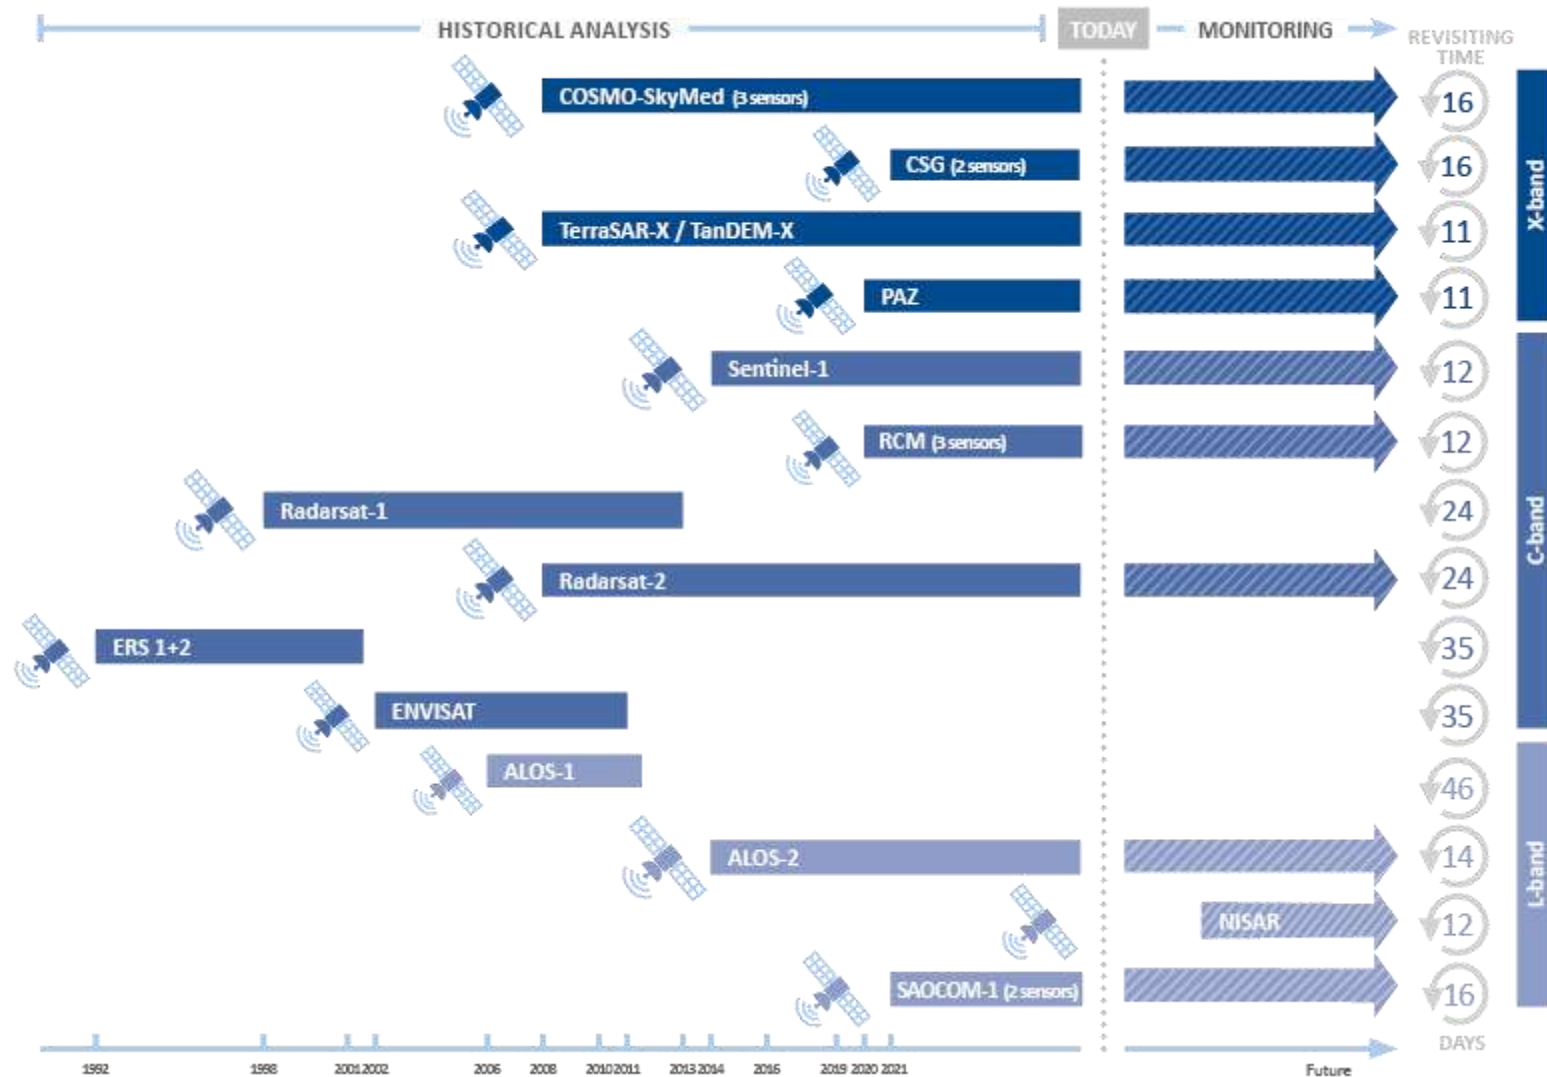 HISTORICAL ANALYSIS
TODAY
MONITORING
REVISITING
TIME
COSMO-SkyMed (3 sensors)
16
CSG (2 sensors)
16
TerraSAR-X / TanDEM-X
11
PAZ
11
X-band
Sentinel-1
12
RCM (3 sensors)
12
Radarsat-1
24
Radarsat-2
24
ERS 1+2
35
ENVISAT
35
C-band
ALOS-1
46
ALOS-2
14
NISAR
12
SAOCOM-1 (2 sensors)
16
L-band
DAYS
1992 1998 2001 2002 2006 2008 2010 2011 2013 2014 2016 2019 2020 2021 Future